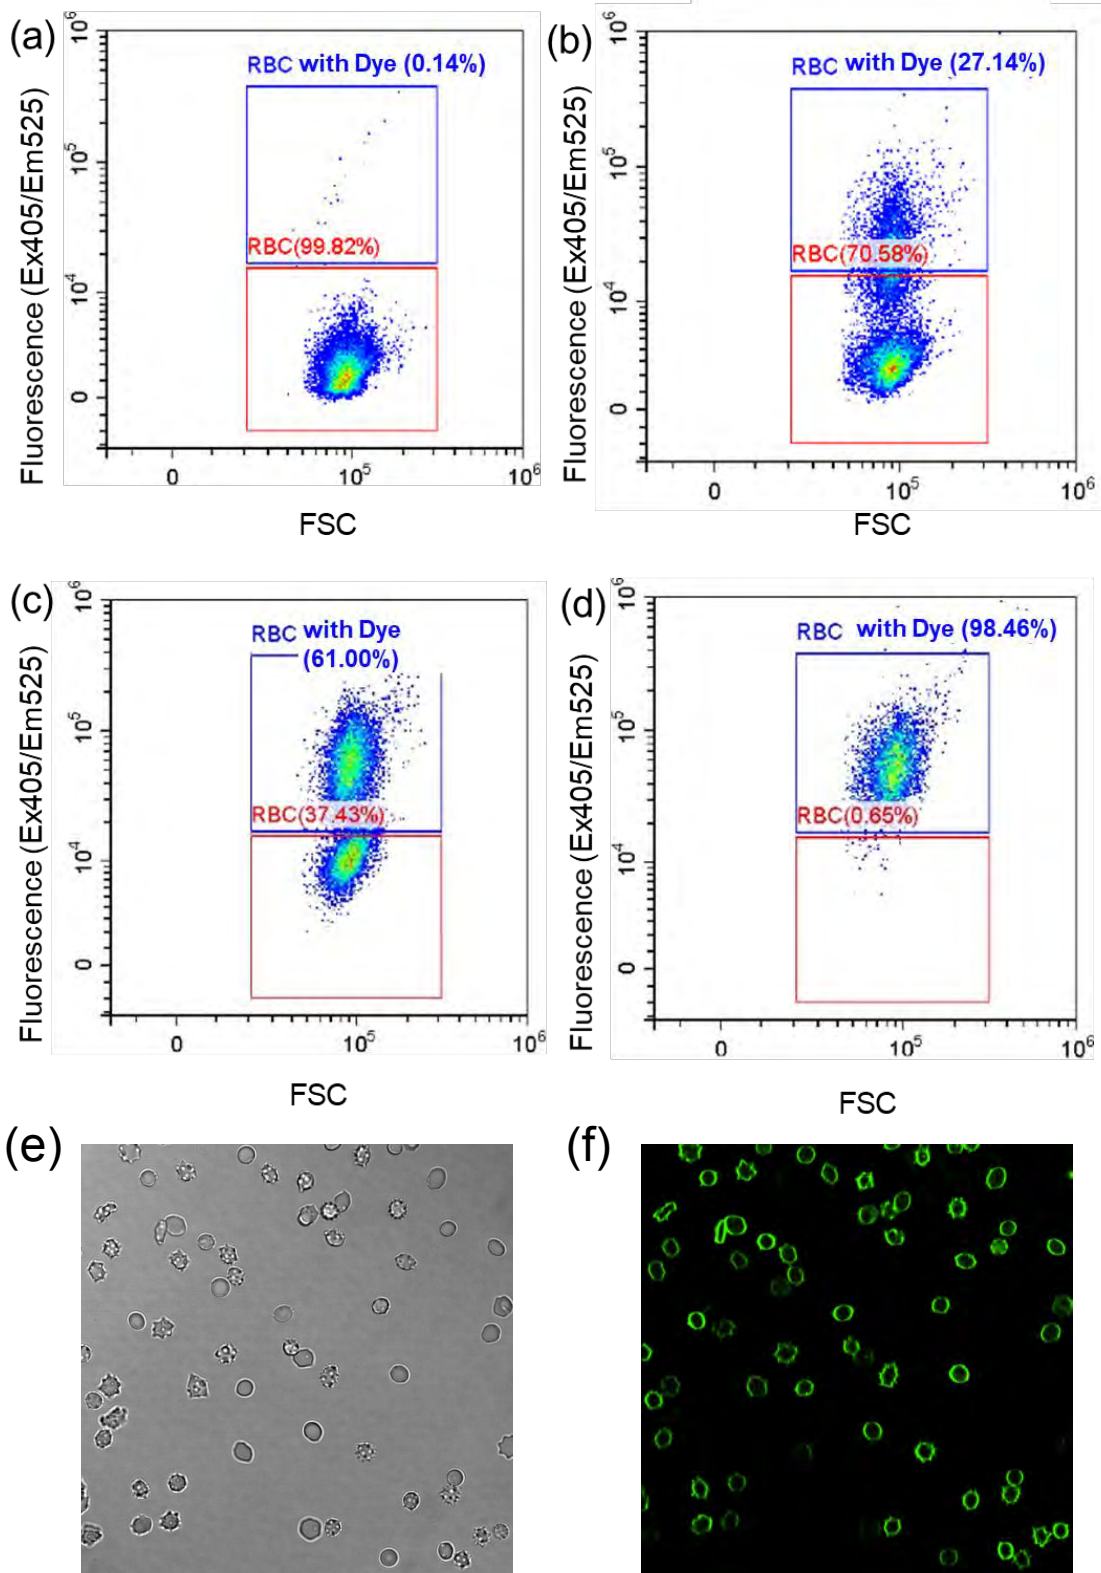 (a)
RBC with Dye (0.14%)
RBC(99.82%)
Fluorescence (Ex405/Em525)
10⁶
10⁵
10⁴
0
0
10⁵
10⁶
FSC
(b)
RBC with Dye (27.14%)
RBC(70.58%)
Fluorescence (Ex405/Em525)
10⁶
10⁵
10⁴
0
0
10⁵
10⁶
FSC
(c)
RBC with Dye
(61.00%)
RBC(37.43%)
Fluorescence (Ex405/Em525)
10⁶
10⁵
10⁴
0
0
10⁵
10⁶
FSC
(d)
RBC with Dye (98.46%)
RBC(0.65%)
Fluorescence (Ex405/Em525)
10⁶
10⁵
10⁴
0
0
10⁵
10⁶
FSC
(e)
(f)